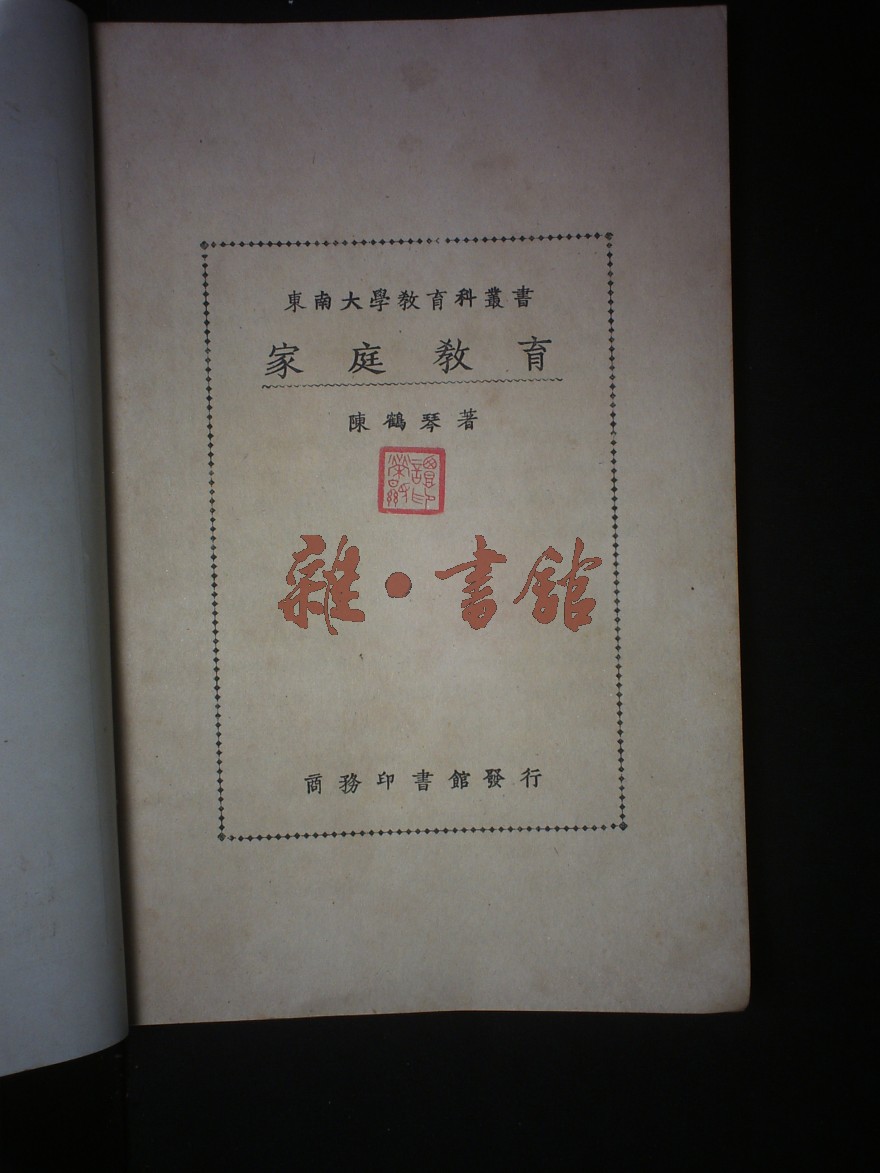 東南大學教育科叢書
家庭教育
陳鶴琴著
雜·書館
商務印書館發行